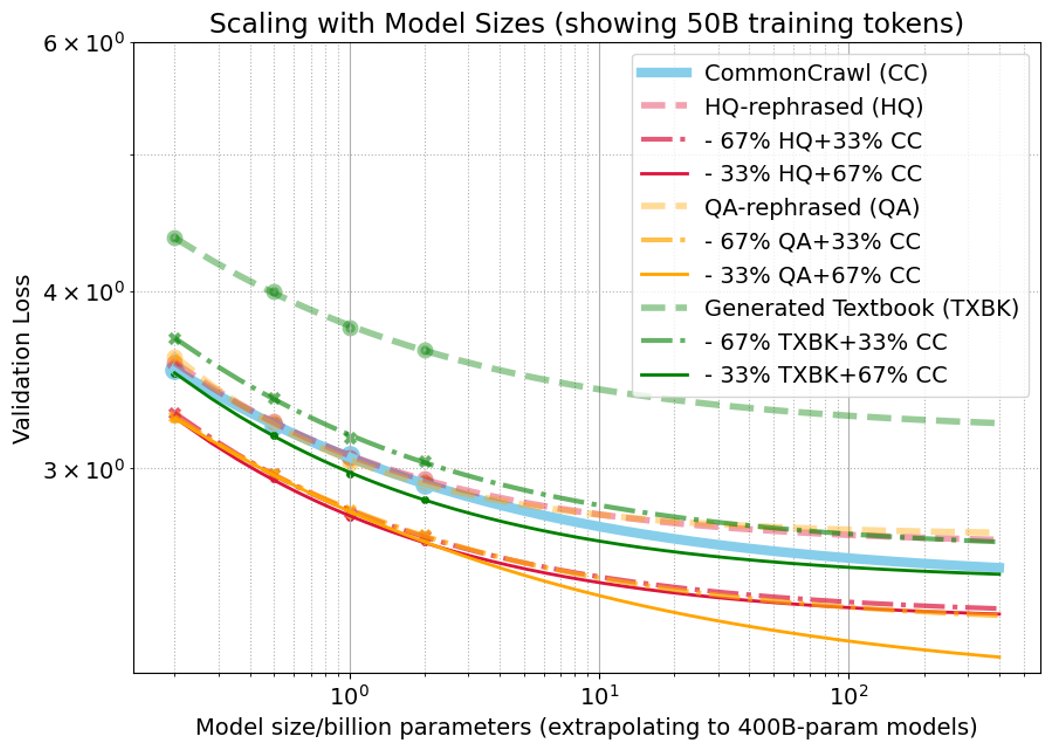 Scaling with Model Sizes (showing 50B training tokens)
6 × 10⁰
4 × 10⁰
3 × 10⁰
Validation Loss
CommonCrawl (CC)
HQ-rephrased (HQ)
- 67% HQ+33% CC
- 33% HQ+67% CC
QA-rephrased (QA)
- 67% QA+33% CC
- 33% QA+67% CC
Generated Textbook (TXBK)
- 67% TXBK+33% CC
- 33% TXBK+67% CC
10⁰ 10¹ 10²
Model size/billion parameters (extrapolating to 400B-param models)